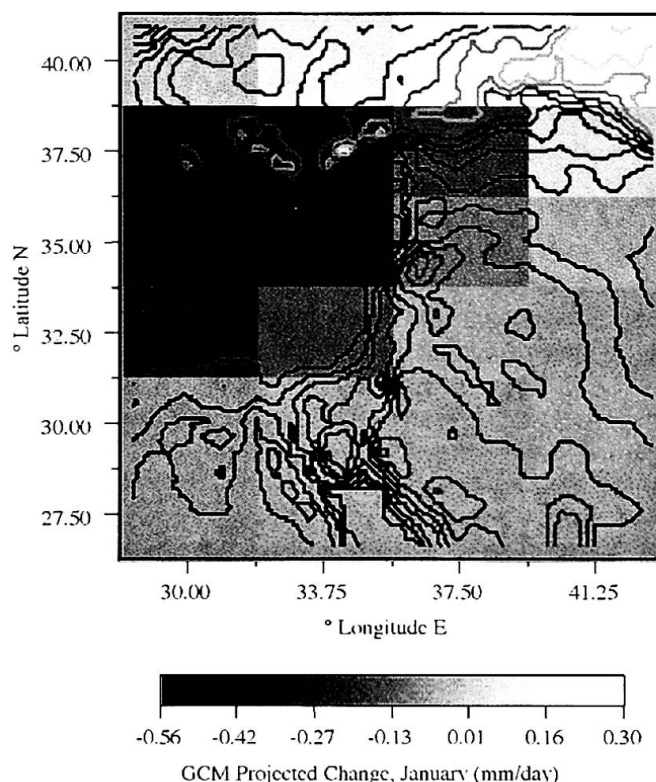 40.00
37.50
35.00
32.50
30.00
27.50
° Latitude N
30.00 33.75 37.50 41.25
° Longitude E
-0.56 -0.42 -0.27 -0.13 0.01 0.16 0.30
GCM Projected Change, January (mm/day)